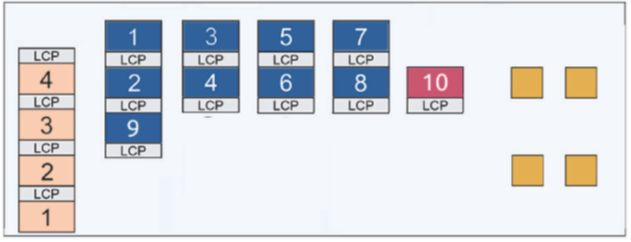 1 3 5 7
LCP LCP LCP LCP LCP
4 2 4 6 8 10
LCP LCP LCP LCP LCP LCP
3 9
LCP LCP
2
LCP
1